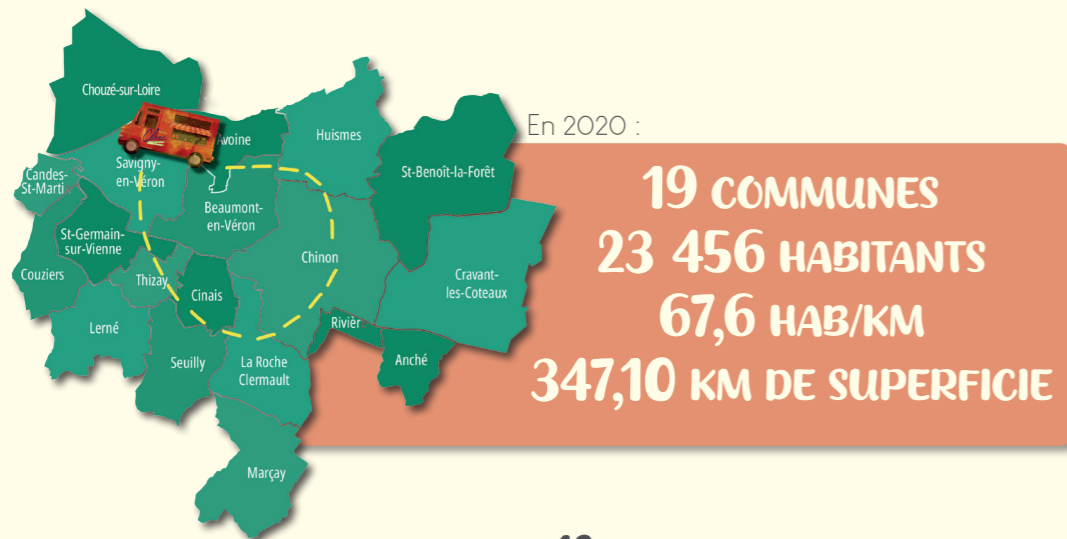 Chouzé-sur-Loire
Avoine
Huismes
En 2020 :
Savigny-
en-Véron
Candes-
St-Marti
St-Benoît-la-Forêt
19 COMMUNES
Beaumont-
en-Véron
St-Germain-
sur-Vienne
23 456 HABITANTS
Chinon
Couziers
Thizay
Cinais
Cravant-
les-Coteaux
67,6 HAB/KM
Lerné
Rivièr
Seuilly
La Roche
Clermault
Anché
347,10 KM DE SUPERFICIE
Marçay